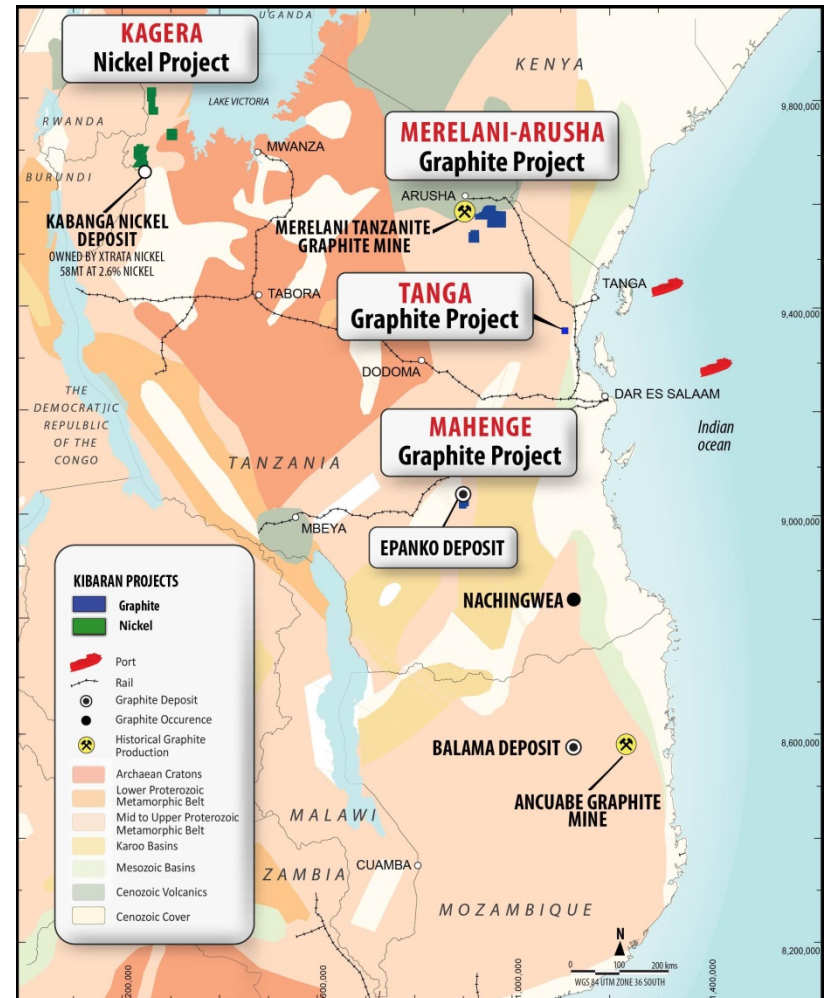 UGANDA
KAGERA
Nickel Project
KENYA
LAKE VICTORIA
RWANDA
9,800,000
MERELANI-ARUSHA
Graphite Project
MWANZA
BURUNDI
ARUSHA
KABANGA NICKEL
DEPOSIT
OWNED BY XTRATA NICKEL
58MT AT 2.6% NICKEL
MERELANI TANZANITE
GRAPHITE MINE
TANGA
Graphite Project
TANGA
TABORA
9,400,000
DODOMA
DAR ES SALAAM
THE
DEMOCRATJIC
REPULBLIC
OF THE
CONGO
Indian
ocean
MAHENGE
Graphite Project
TANZANIA
MBEYA
EPANKO DEPOSIT
9,000,000
NACHINGWEA
KIBARAN PROJECTS
Graphite
Nickel
Port
Rail
Graphite Deposit
Graphite Occurence
Historical Graphite
Production
Archaean Cratons
Lower Proterozoic
Metamorphic Belt
Mid to Upper Proterozoic
Metamorphic Belt
Karoo Basins
Mesozoic Basins
Cenozoic Volcanics
Cenozoic Cover
BALAMA DEPOSIT
8,600,000
ANCUABE GRAPHITE
MINE
MALAWI
ZAMBIA
CUAMBA
MOZAMBIQUE
N
0 100 200 kms
WGS 84 UTM ZONE 36 SOUTH
8,200,000
1,000,000